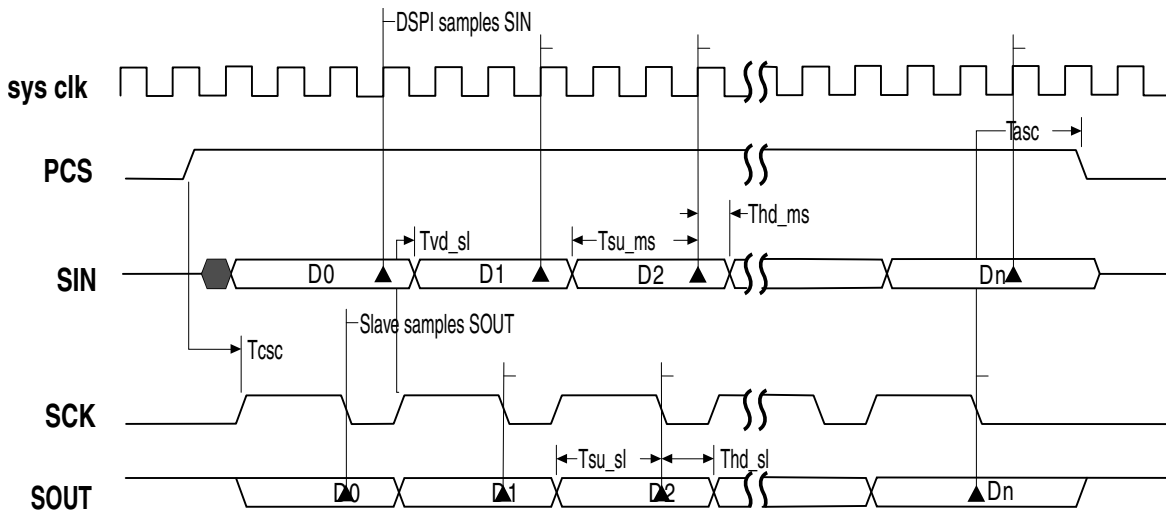 DSPI samples SIN
sys clk
Tasc
PCS
Thd_ms
Tvd_sl
Tsu_ms
SIN
D0
D1
D2
Dn
Slave samples SOUT
Tcsc
SCK
Tsu_sl
Thd_sl
SOUT
D0
D1
D2
Dn